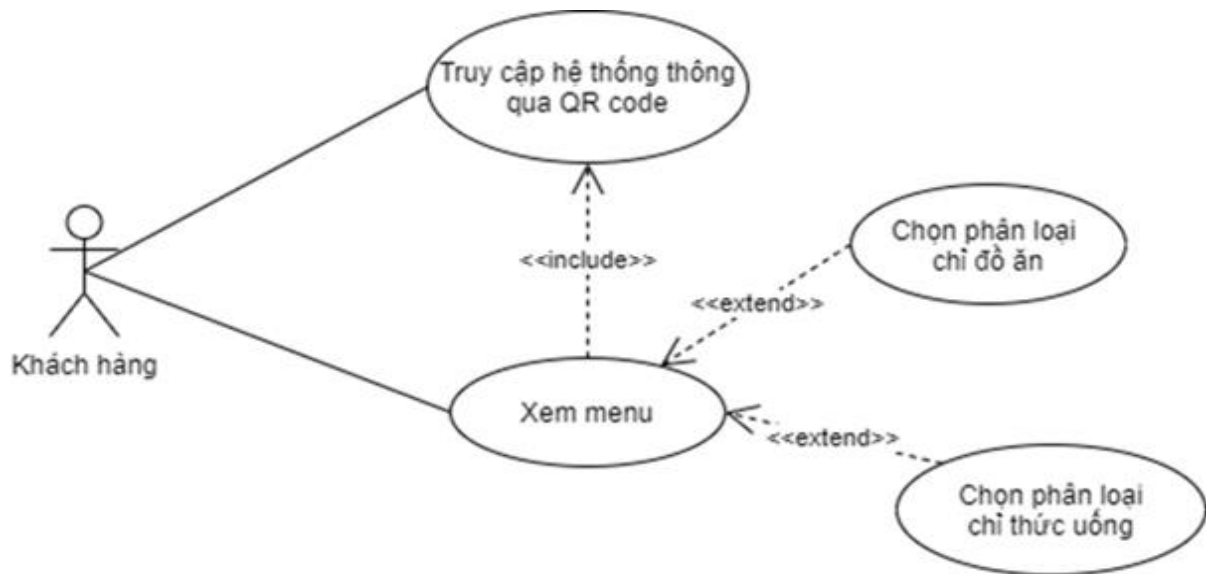 Truy cập hệ thống thông
qua QR code
Chọn phân loại
chỉ đồ ăn
<<include>>
<<extend>>
Khách hàng
Xem menu
<<extend>>
Chọn phân loại
chỉ thức uống